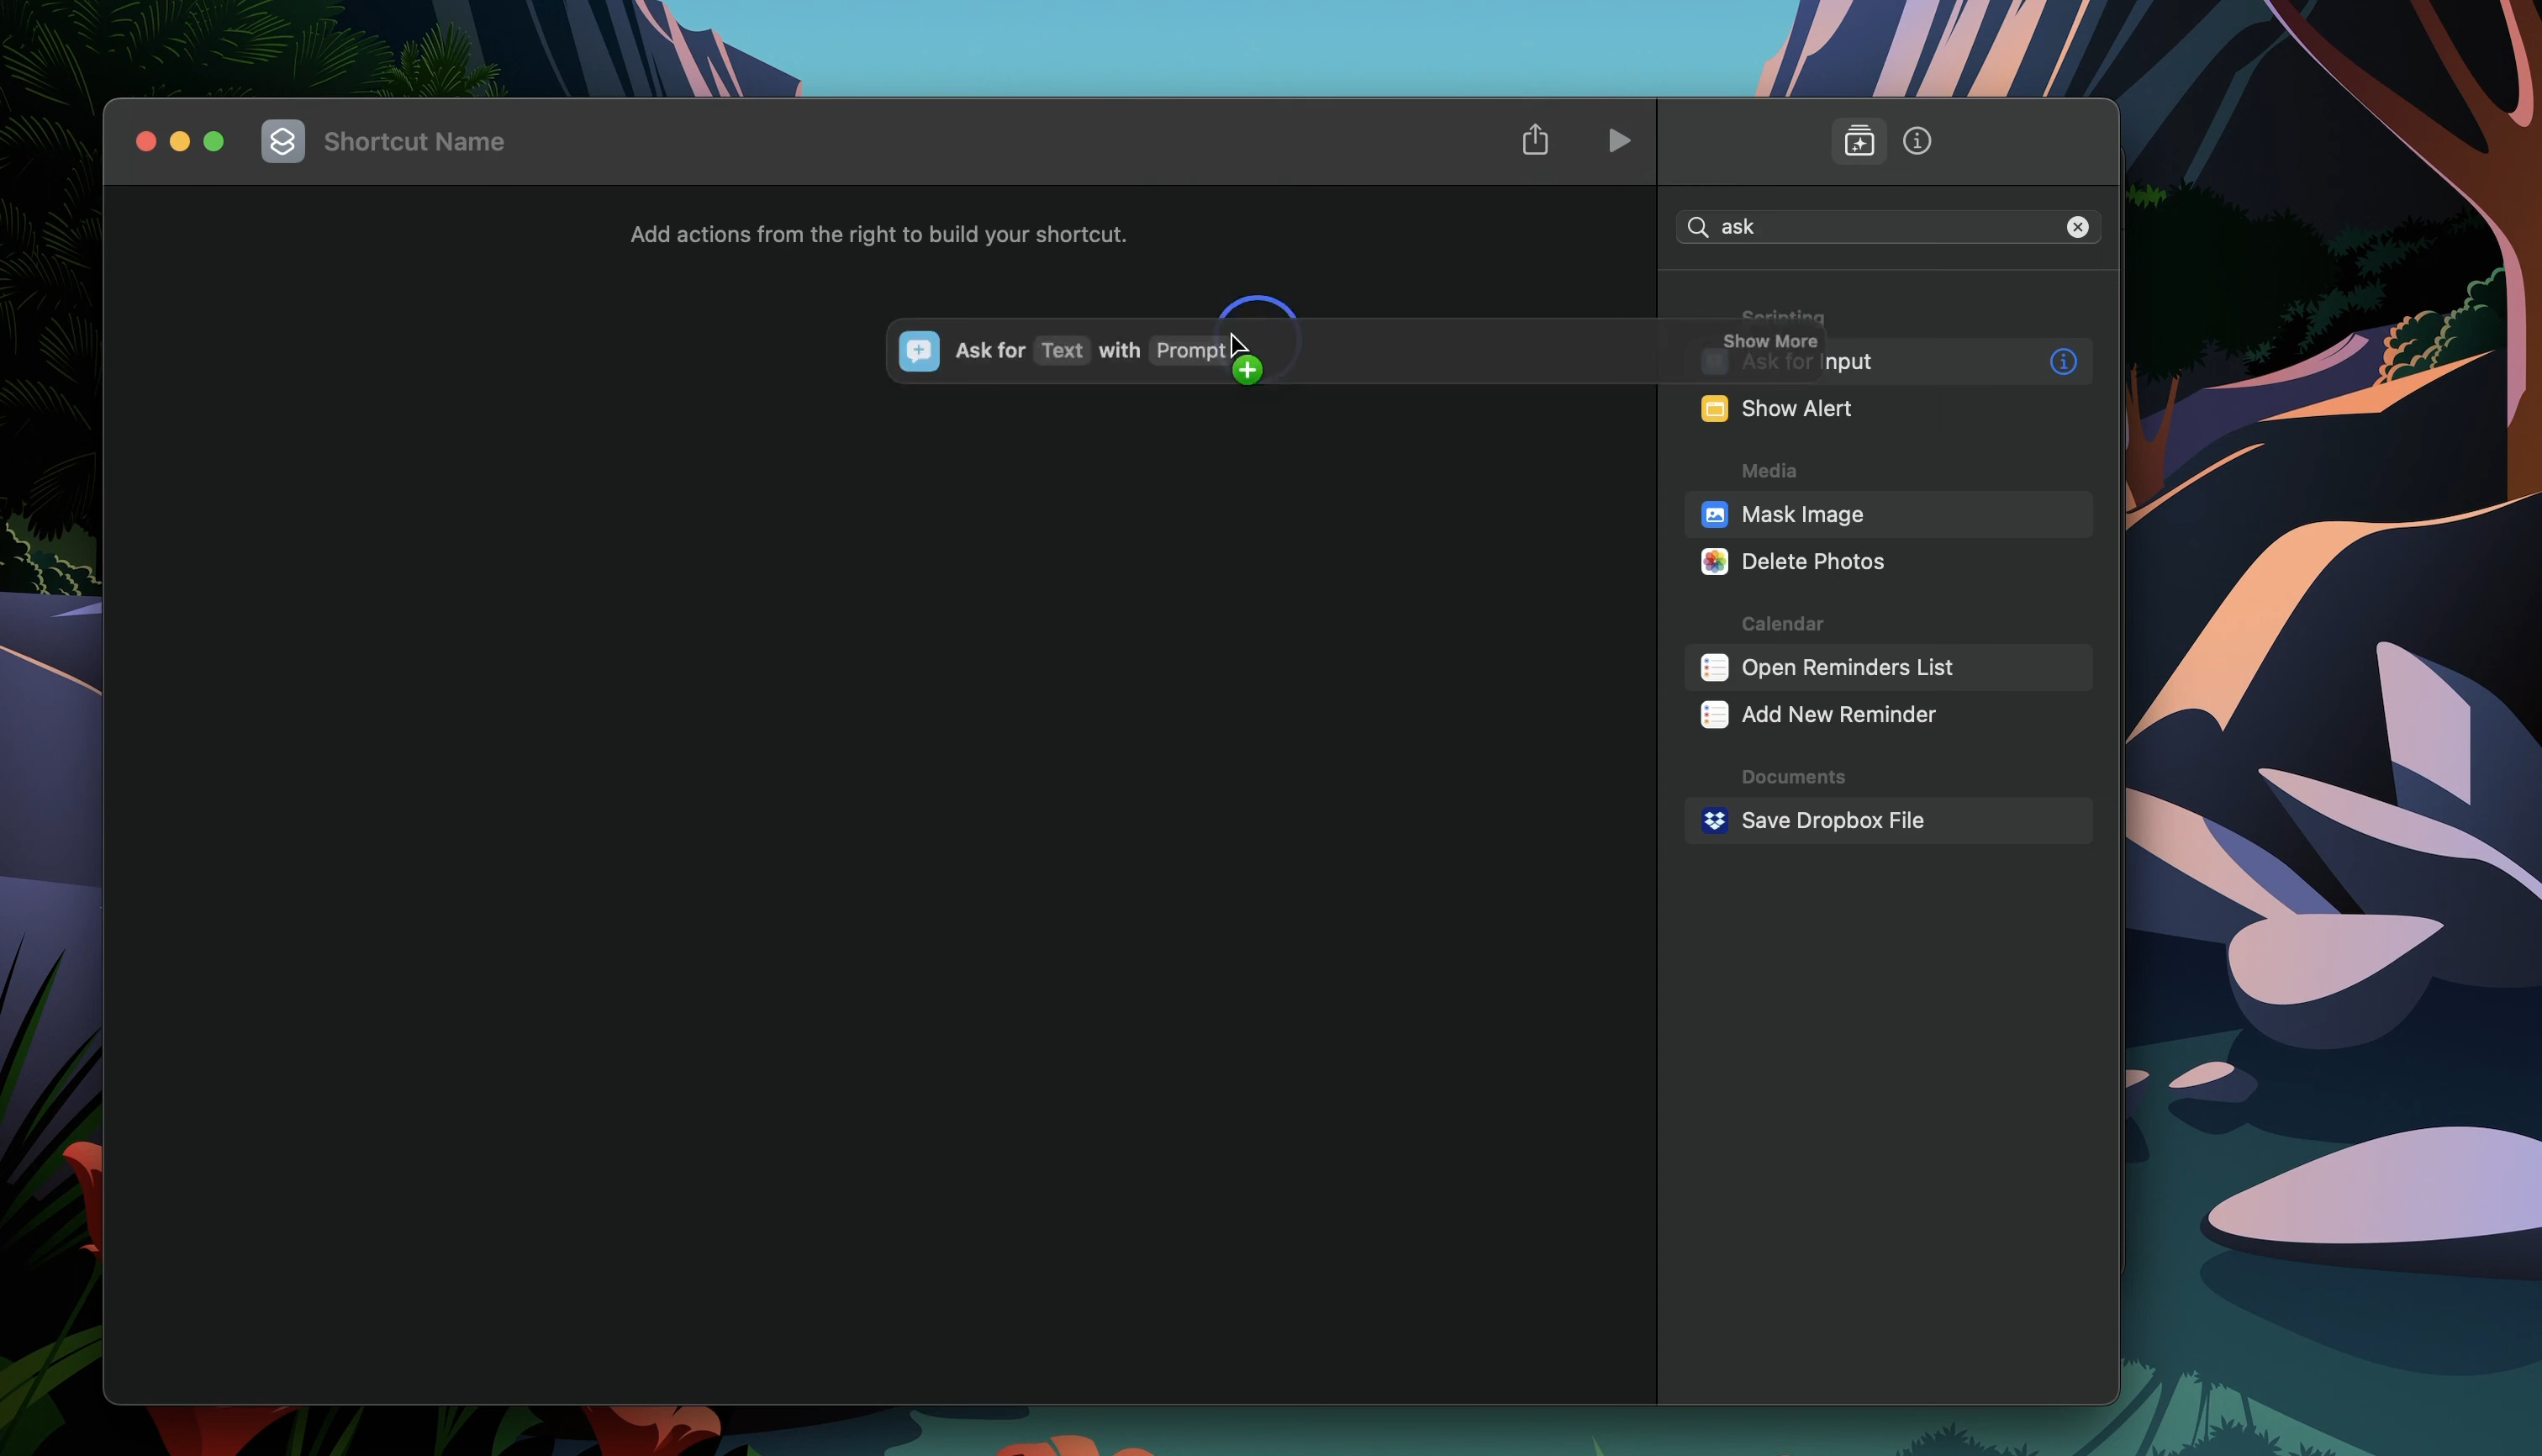 Shortcut Name
ask
Add actions from the right to build your shortcut.
Scripting
Ask for Text with Prompt
Show More
Ask for Input
Show Alert
Media
Mask Image
Delete Photos
Calendar
Open Reminders List
Add New Reminder
Documents
Save Dropbox File